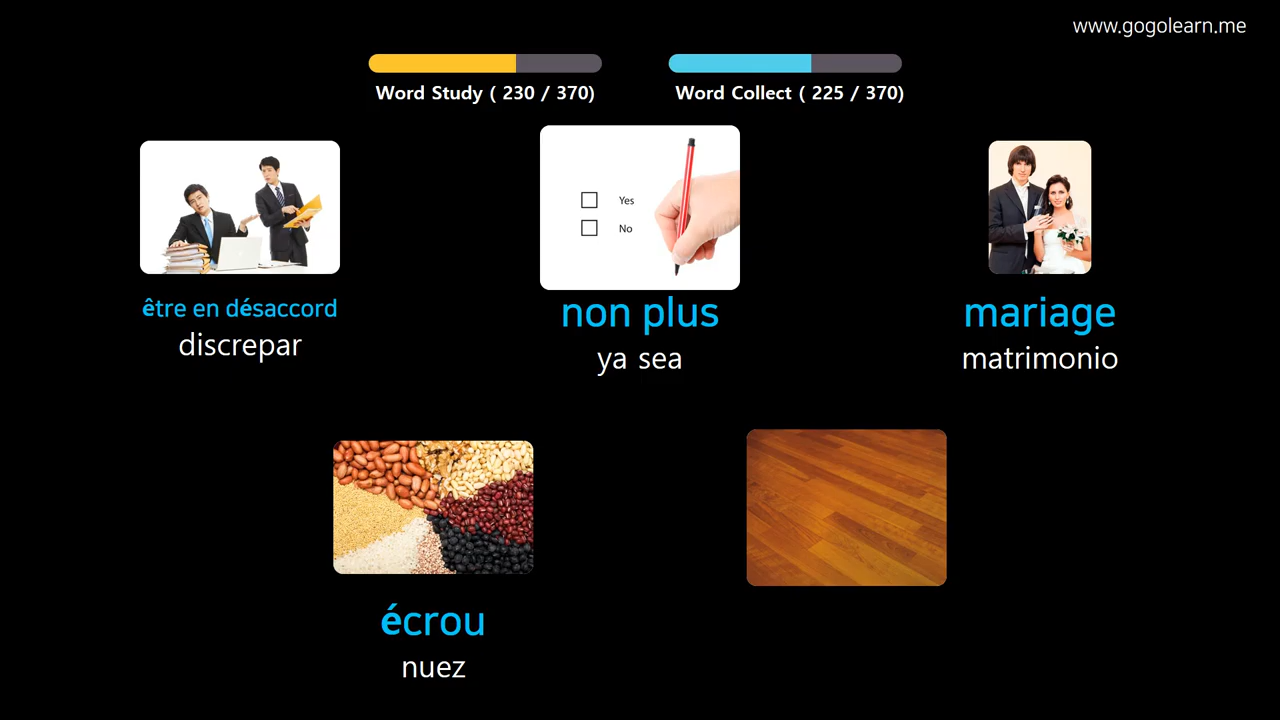 www.gogolearn.me
Word Study ( 230 / 370)
Word Collect ( 225 / 370)
Yes
No
être en désaccord
discrepar
non plus
ya sea
mariage
matrimonio
écrou
nuez